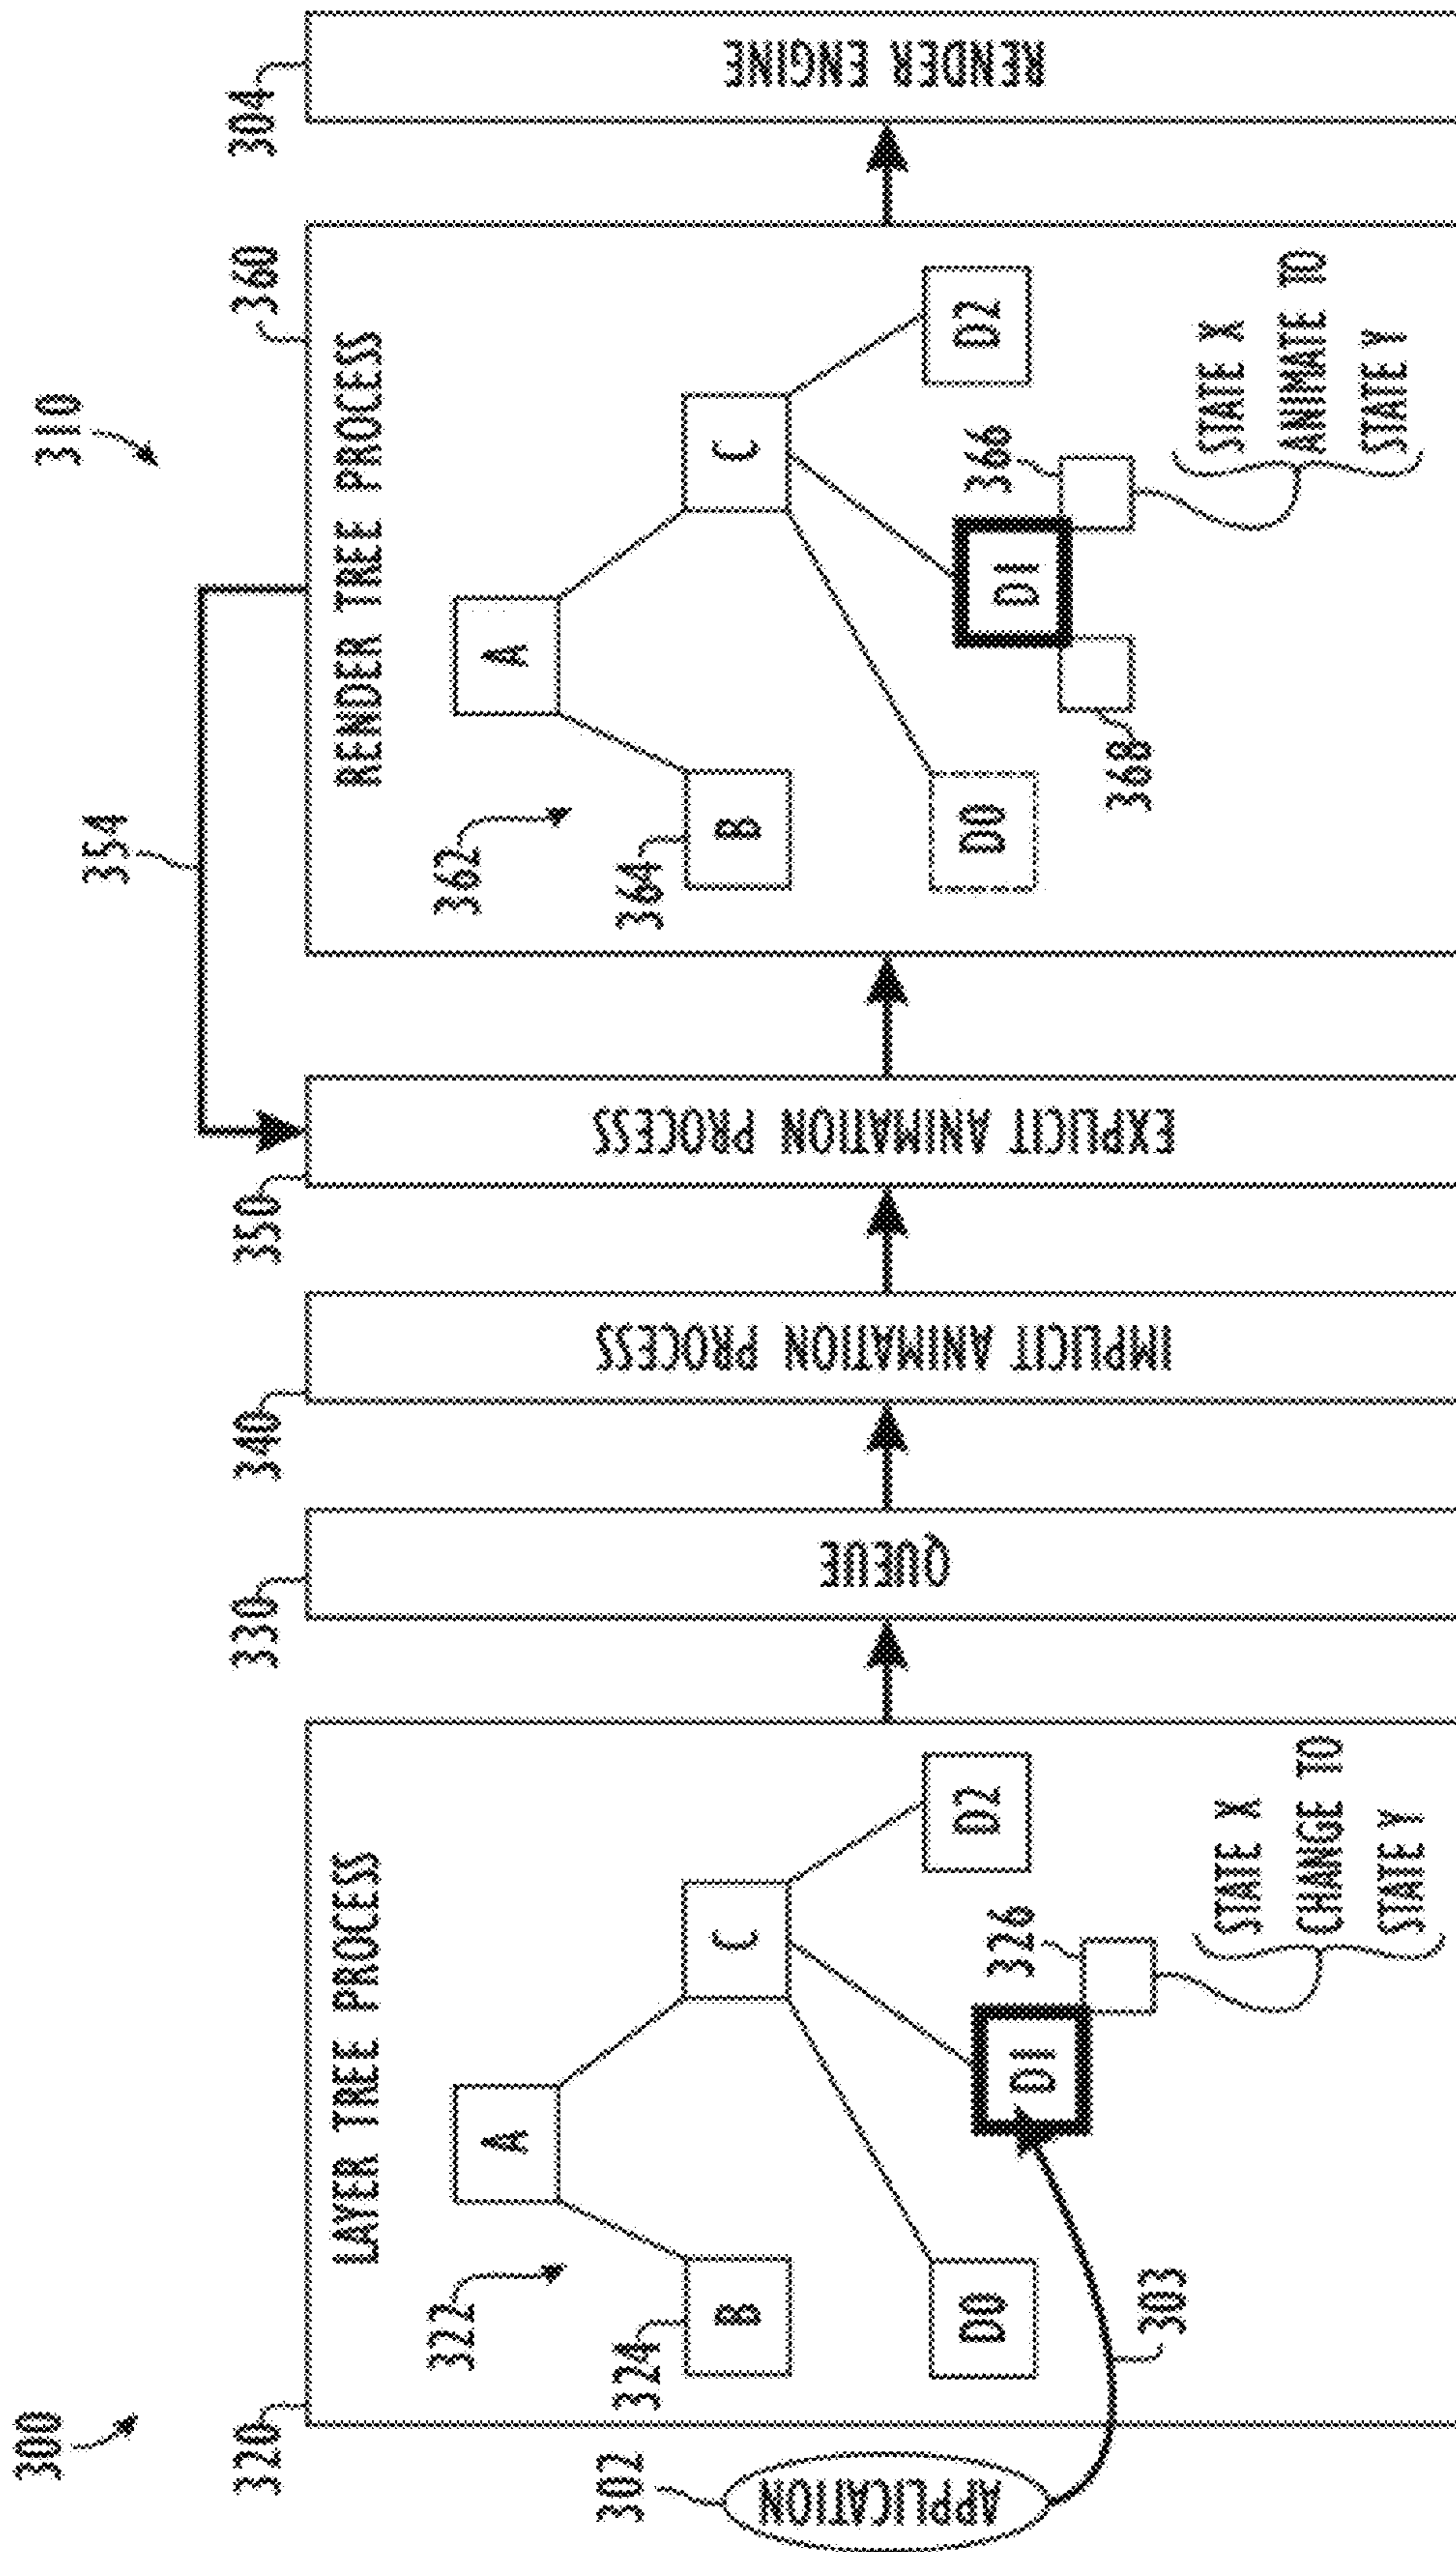 300
310
354
320
330
340
350
360
304
LAYER TREE PROCESS
322
A
324
B
C
D0
D1
D2
326
STATE X
CHANGE TO
STATE Y
302
APPLICATION
303
QUEUE
IMPLICIT ANIMATION PROCESS
EXPLICIT ANIMATION PROCESS
RENDER TREE PROCESS
362
A
364
B
C
D0
D1
D2
366
368
STATE X
ANIMATE TO
STATE Y
RENDER ENGINE